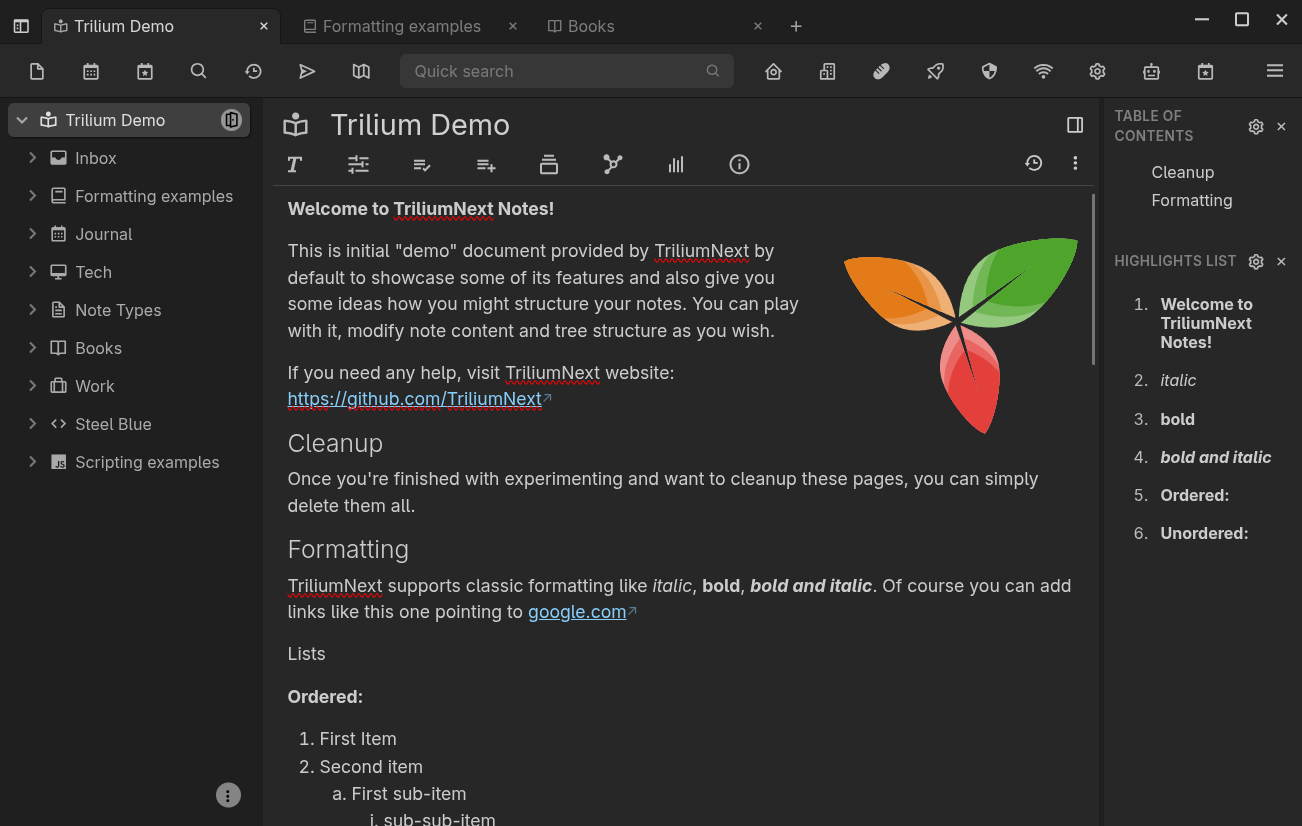 Trilium Demo
Formatting examples
Books
Quick search
Trilium Demo
Inbox
Formatting examples
Journal
Tech
Note Types
Books
Work
Steel Blue
JS Scripting examples
Trilium Demo
Welcome to TriliumNext Notes!
This is initial "demo" document provided by TriliumNext by
default to showcase some of its features and also give you
some ideas how you might structure your notes. You can play
with it, modify note content and tree structure as you wish.
If you need any help, visit TriliumNext website:
https://github.com/TriliumNext
Cleanup
Once you're finished with experimenting and want to cleanup these pages, you can simply
delete them all.
Formatting
TriliumNext supports classic formatting like italic, bold, bold and italic. Of course you can add
links like this one pointing to google.com
Lists
Ordered:
1. First Item
2. Second item
a. First sub-item
i. sub-sub-item
TABLE OF
CONTENTS
Cleanup
Formatting
HIGHLIGHTS LIST
1. Welcome to
TriliumNext
Notes!
2. italic
3. bold
4. bold and italic
5. Ordered:
6. Unordered: